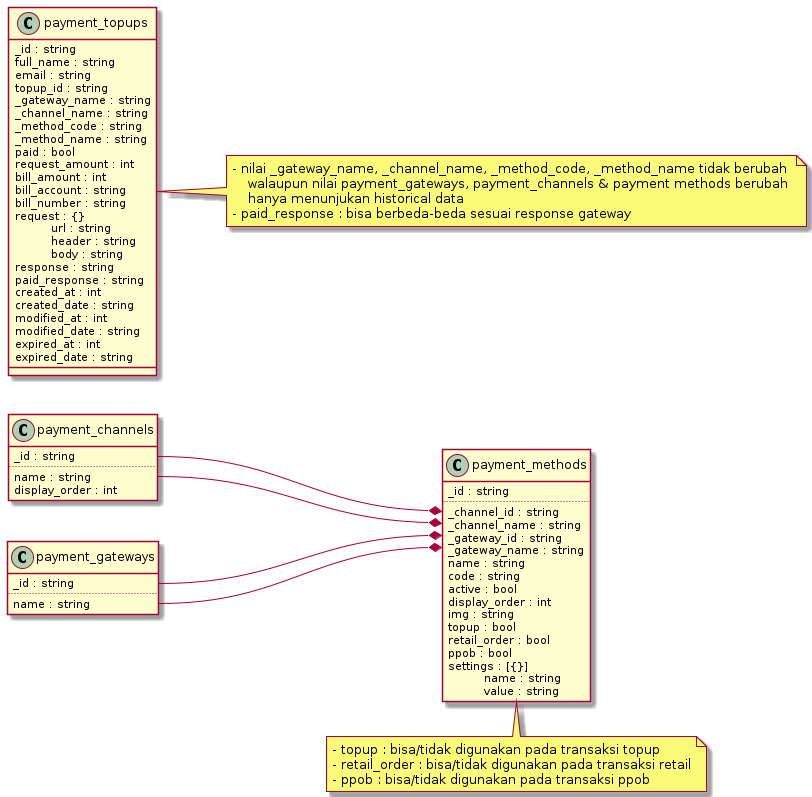 C payment_topups
_id : string
full_name : string
email : string
topup_id : string
_gateway_name : string
_channel_name : string
_method_code : string
_method_name : string
paid : bool
request_amount : int
bill_amount : int
bill_account : string
bill_number : string
request : {}
url : string
header : string
body : string
response : string
paid_response : string
created_at : int
created_date : string
modified_at : int
modified_date : string
expired_at : int
expired_date : string
- nilai _gateway_name, _channel_name, _method_code, _method_name tidak berubah
walaupun nilai payment_gateways, payment_channels & payment methods berubah
hanya menunjukan historical data
- paid_response : bisa berbeda-beda sesuai response gateway
C payment_channels
_id : string
name : string
display_order : int
C payment_gateways
_id : string
name : string
C payment_methods
_id : string
_channel_id : string
_channel_name : string
_gateway_id : string
_gateway_name : string
name : string
code : string
active : bool
display_order : int
img : string
topup : bool
retail_order : bool
ppob : bool
settings : [{}]
name : string
value : string
- topup : bisa/tidak digunakan pada transaksi topup
- retail_order : bisa/tidak digunakan pada transaksi retail
- ppob : bisa/tidak digunakan pada transaksi ppob